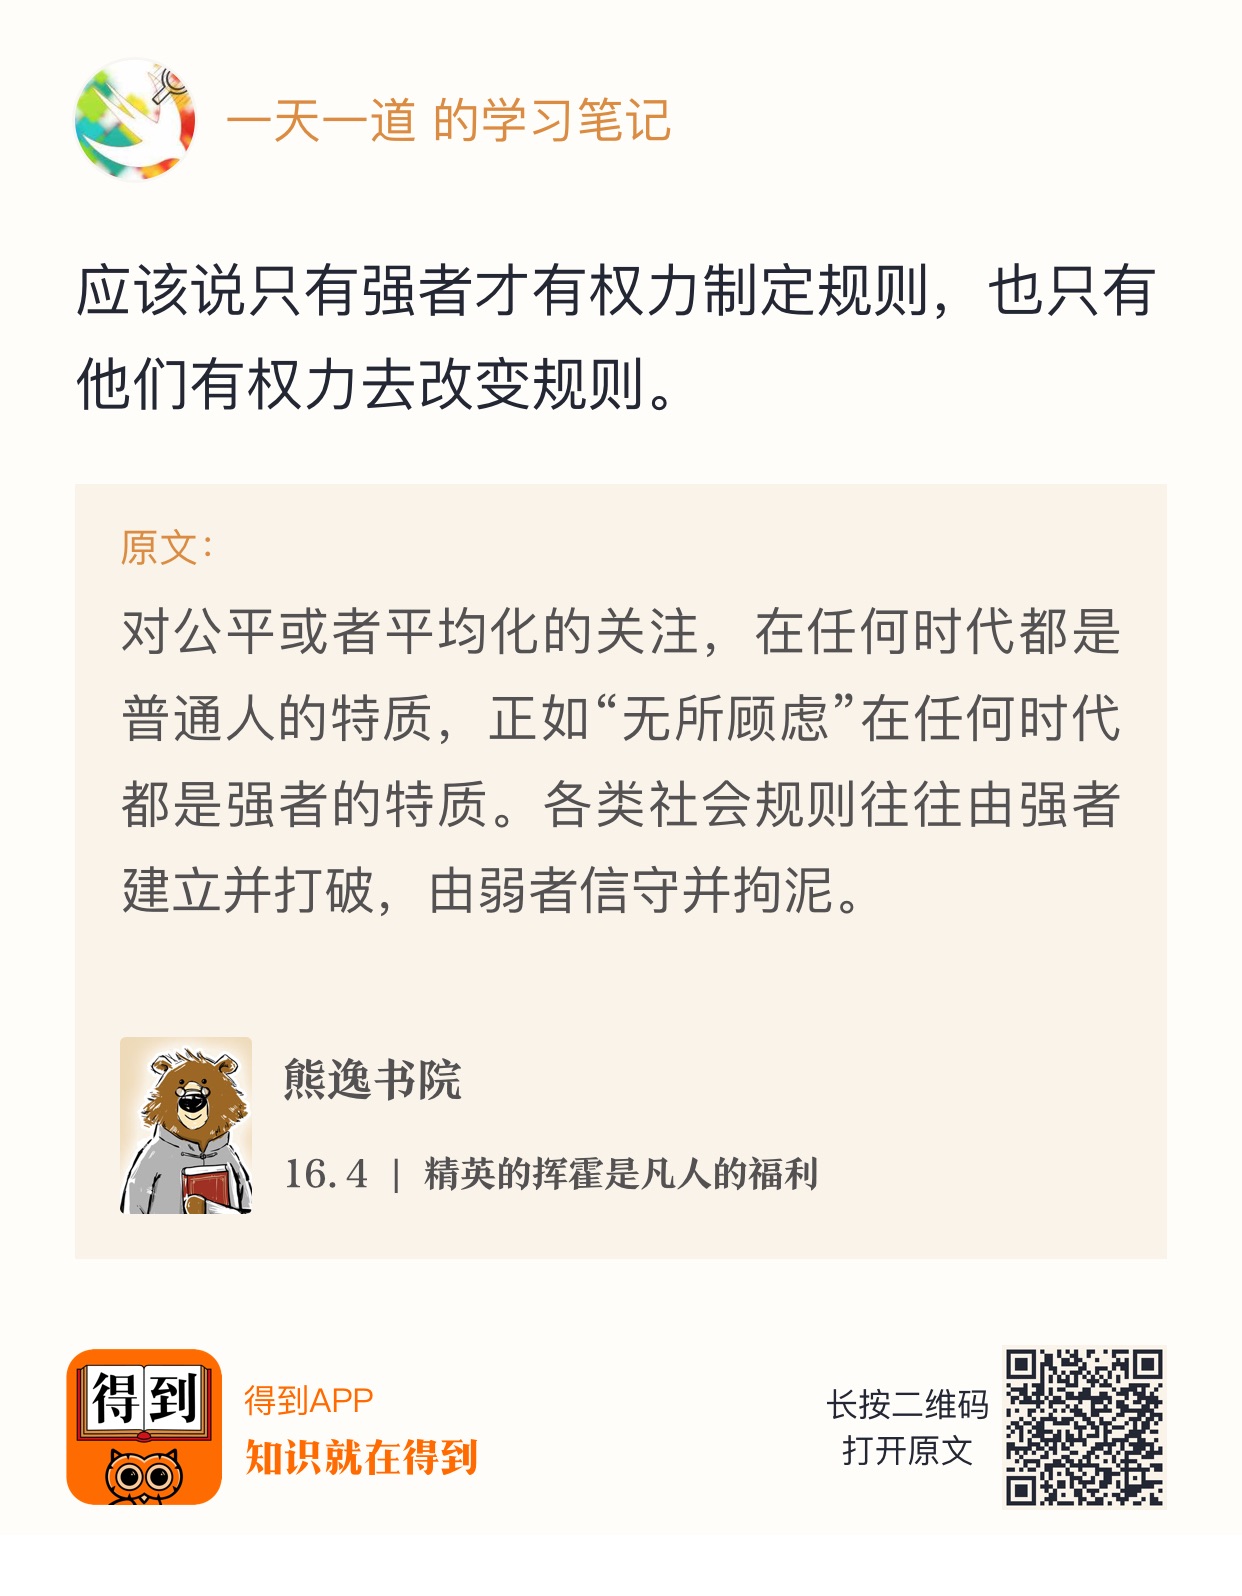 一天一道 的学习笔记
应该说只有强者才有权力制定规则，也只有
他们有权力去改变规则。
原文：
对公平或者平均化的关注，在任何时代都是
普通人的特质，正如“无所顾虑”在任何时代
都是强者的特质。各类社会规则往往由强者
建立并打破，由弱者信守并拘泥。
熊逸书院
16.4 | 精英的挥霍是凡人的福利
得到
得到APP
知识就在得到
长按二维码
打开原文